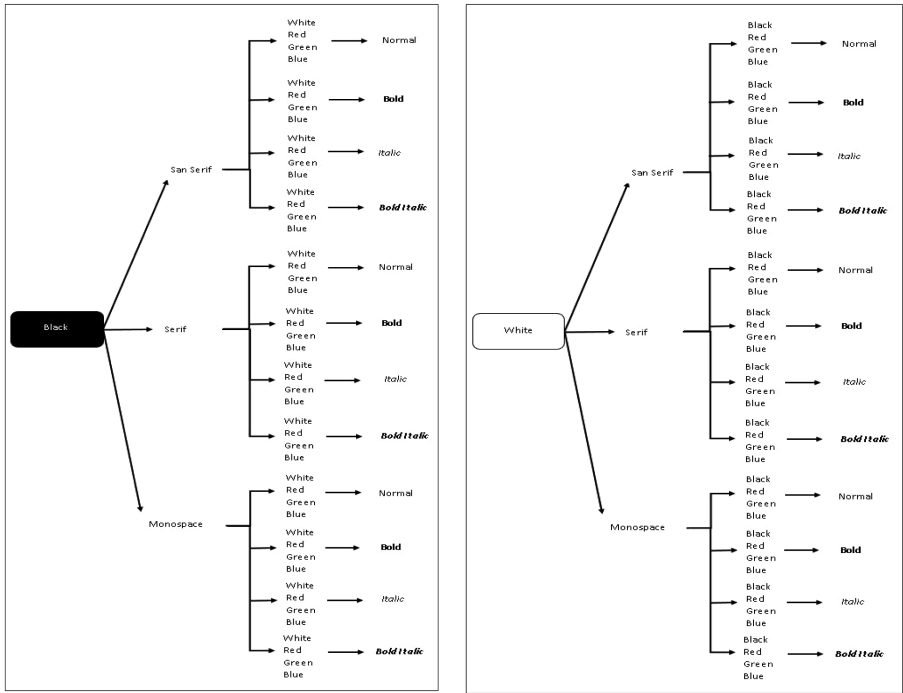 White
Red
Green
Blue
Normal
White
Red
Green
Blue
Bold
White
Red
Green
Blue
Italic
San Serif
White
Red
Green
Blue
Bold Italic
White
Red
Green
Blue
Normal
Black
Serif
White
Red
Green
Blue
Bold
White
Red
Green
Blue
Italic
White
Red
Green
Blue
Bold Italic
White
Red
Green
Blue
Normal
Monospace
White
Red
Green
Blue
Bold
White
Red
Green
Blue
Italic
White
Red
Green
Blue
Bold Italic
Black
Red
Green
Blue
Normal
Black
Red
Green
Blue
Bold
Black
Red
Green
Blue
Italic
San Serif
Black
Red
Green
Blue
Bold Italic
Black
Red
Green
Blue
Normal
White
Serif
Black
Red
Green
Blue
Bold
Black
Red
Green
Blue
Italic
Black
Red
Green
Blue
Bold Italic
Black
Red
Green
Blue
Normal
Monospace
Black
Red
Green
Blue
Bold
Black
Red
Green
Blue
Italic
Black
Red
Green
Blue
Bold Italic